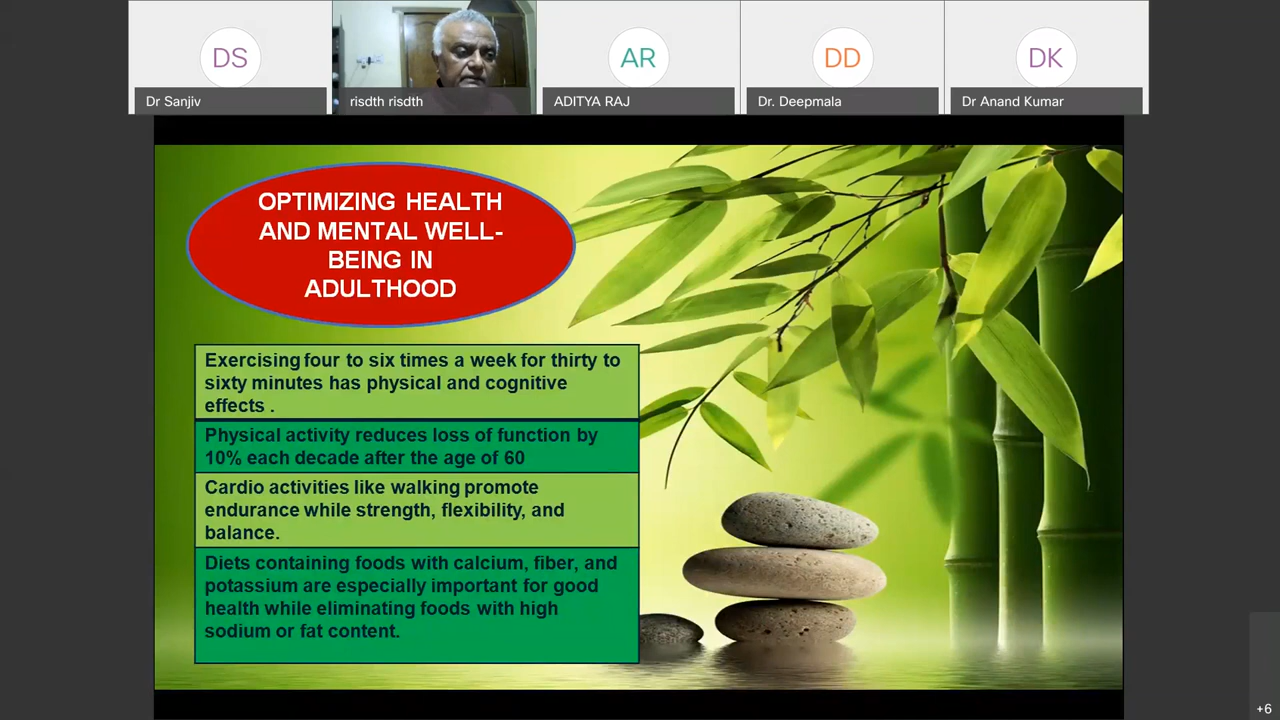 DS
AR
DD
DK
Dr Sanjiv
risdth risdth
ADITYA RAJ
Dr. Deepmala
Dr Anand Kumar
OPTIMIZING HEALTH
AND MENTAL WELL-
BEING IN
ADULTHOOD
Exercising four to six times a week for thirty to
sixty minutes has physical and cognitive
effects .
Physical activity reduces loss of function by
10% each decade after the age of 60
Cardio activities like walking promote
endurance while strength, flexibility, and
balance.
Diets containing foods with calcium, fiber, and
potassium are especially important for good
health while eliminating foods with high
sodium or fat content.
+6